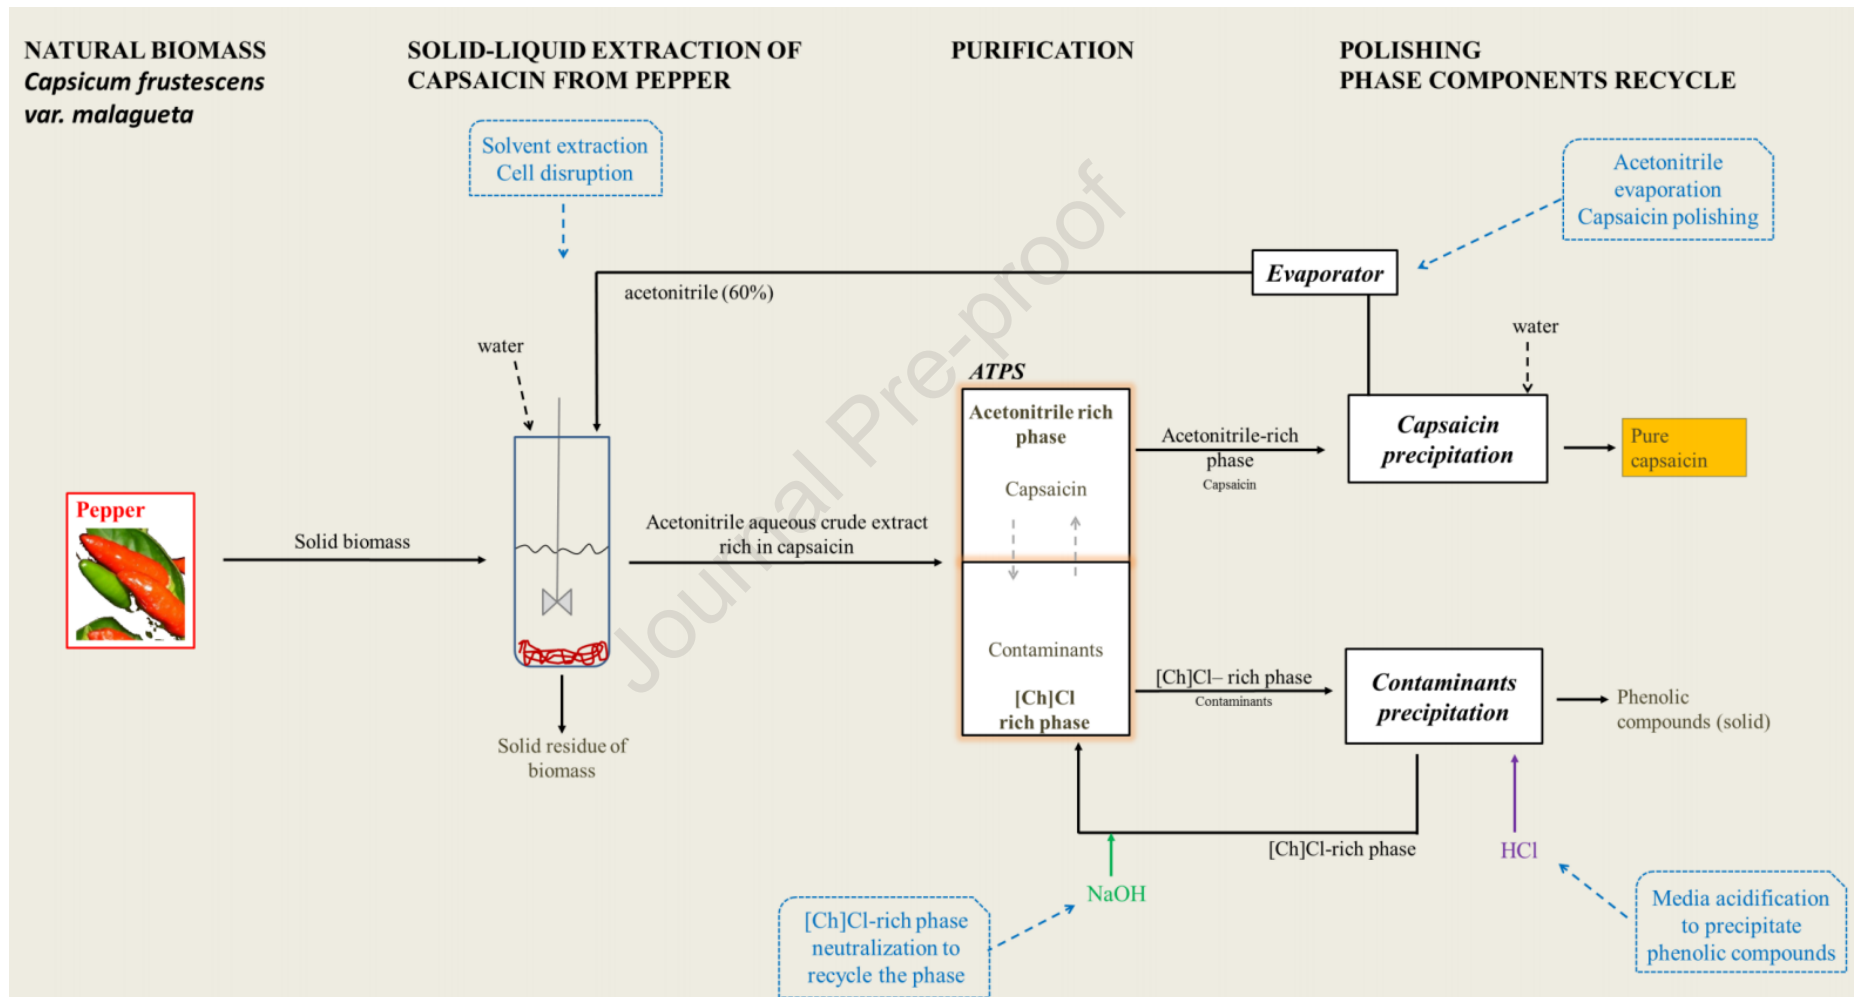 NATURAL BIOMASS
Capsicum frustescens
var. malagueta
SOLID-LIQUID EXTRACTION OF
CAPSAICIN FROM PEPPER
PURIFICATION
POLISHING
PHASE COMPONENTS RECYCLE
Solvent extraction
Cell disruption
Acetonitrile
evaporation
Capsaicin polishing
Evaporator
acetonitrile (60%)
water
water
ATPS
Acetonitrile rich
phase
Capsaicin
Acetonitrile-rich
phase
Capsaicin
Capsaicin
precipitation
Pure
capsaicin
Pepper
Solid biomass
Acetonitrile aqueous crude extract
rich in capsaicin
Contaminants
[Ch]Cl
rich phase
[Ch]Cl– rich phase
Contaminants
Contaminants
precipitation
Phenolic
compounds (solid)
Solid residue of
biomass
[Ch]Cl-rich phase
HCl
NaOH
[Ch]Cl-rich phase
neutralization to
recycle the phase
Media acidification
to precipitate
phenolic compounds
Journal Pre-proof